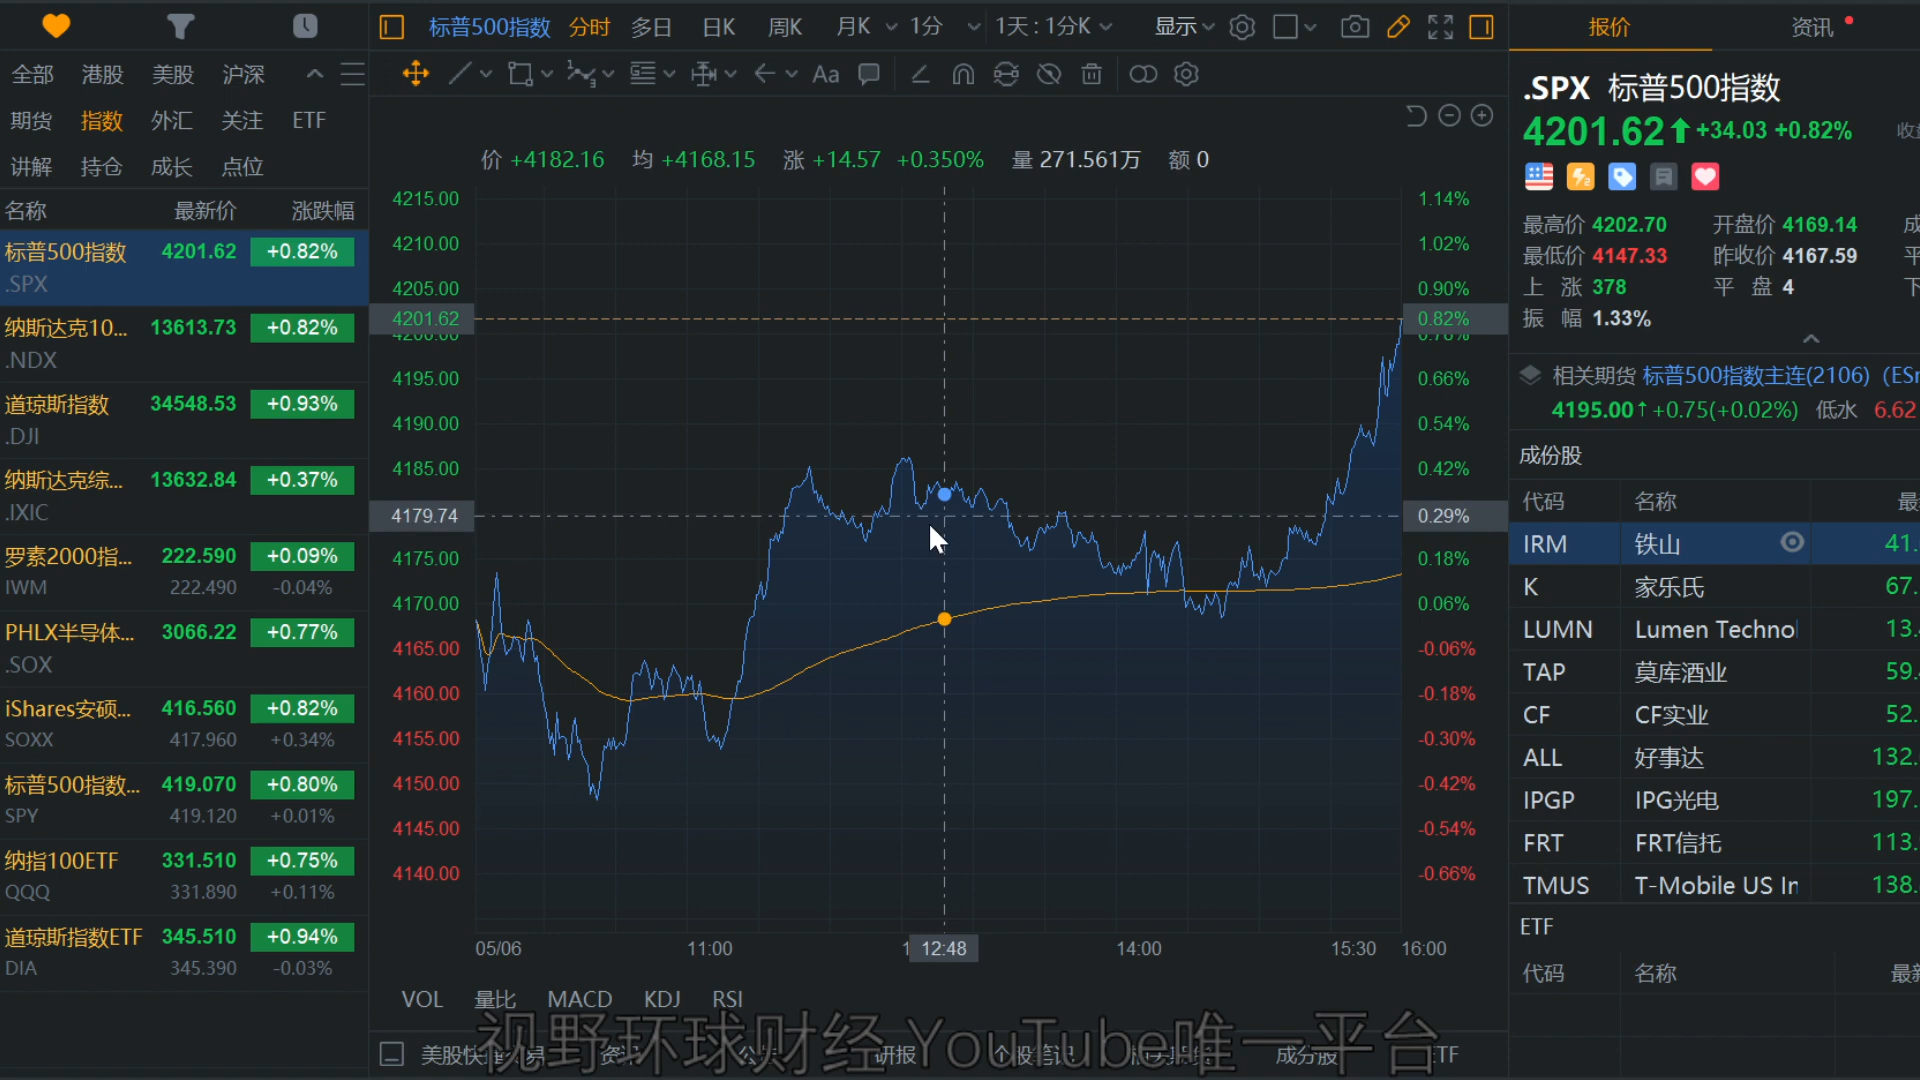 标普500指数 分时 多日 日K 周K 月K 1分 1天 : 1分K 显示
报价 资讯
全部 港股 美股 沪深
期货 指数 外汇 关注 ETF
讲解 持仓 成长 点位
Aa
名称 最新价 涨跌幅
标普500指数 4201.62 +0.82%
.SPX
纳斯达克10... 13613.73 +0.82%
.NDX
道琼斯指数 34548.53 +0.93%
.DJI
纳斯达克综... 13632.84 +0.37%
.IXIC
罗素2000指... 222.590 +0.09%
IWM 222.490 -0.04%
PHLX半导体... 3066.22 +0.77%
.SOX
iShares安硕... 416.560 +0.82%
SOXX 417.960 +0.34%
标普500指数... 419.070 +0.80%
SPY 419.120 +0.01%
纳指100ETF 331.510 +0.75%
QQQ 331.890 +0.11%
道琼斯指数ETF 345.510 +0.94%
DIA 345.390 -0.03%
价 +4182.16 均 +4168.15 涨 +14.57 +0.350% 量 271.561万 额 0
4215.00 1.14%
4210.00 1.02%
4205.00 0.90%
4201.62 0.82%
4200.00 0.78%
4195.00 0.66%
4190.00 0.54%
4185.00 0.42%
4179.74 0.29%
4175.00 0.18%
4170.00 0.06%
4165.00 -0.06%
4160.00 -0.18%
4155.00 -0.30%
4150.00 -0.42%
4145.00 -0.54%
4140.00 -0.66%
05/06 11:00 12:48 14:00 15:30 16:00
VOL 量比 MACD KDJ RSI
视野环球财经 YouTube唯一平台
研报 成分股
.SPX 标普500指数
4201.62 +34.03 +0.82%
最高价 4202.70 开盘价 4169.14
最低价 4147.33 昨收价 4167.59
上 涨 378 平 盘 4
振 幅 1.33%
相关期货 标普500指数主连(2106)
4195.00 +0.75(+0.02%) 低水 6.62
成份股
代码 名称
IRM 铁山 41.
K 家乐氏 67.
LUMN Lumen Technol 13.
TAP 莫库酒业 59.
CF CF实业 52.
ALL 好事达 132.
IPGP IPG光电 197.
FRT FRT信托 113.
TMUS T-Mobile US In 138.
ETF
代码 名称